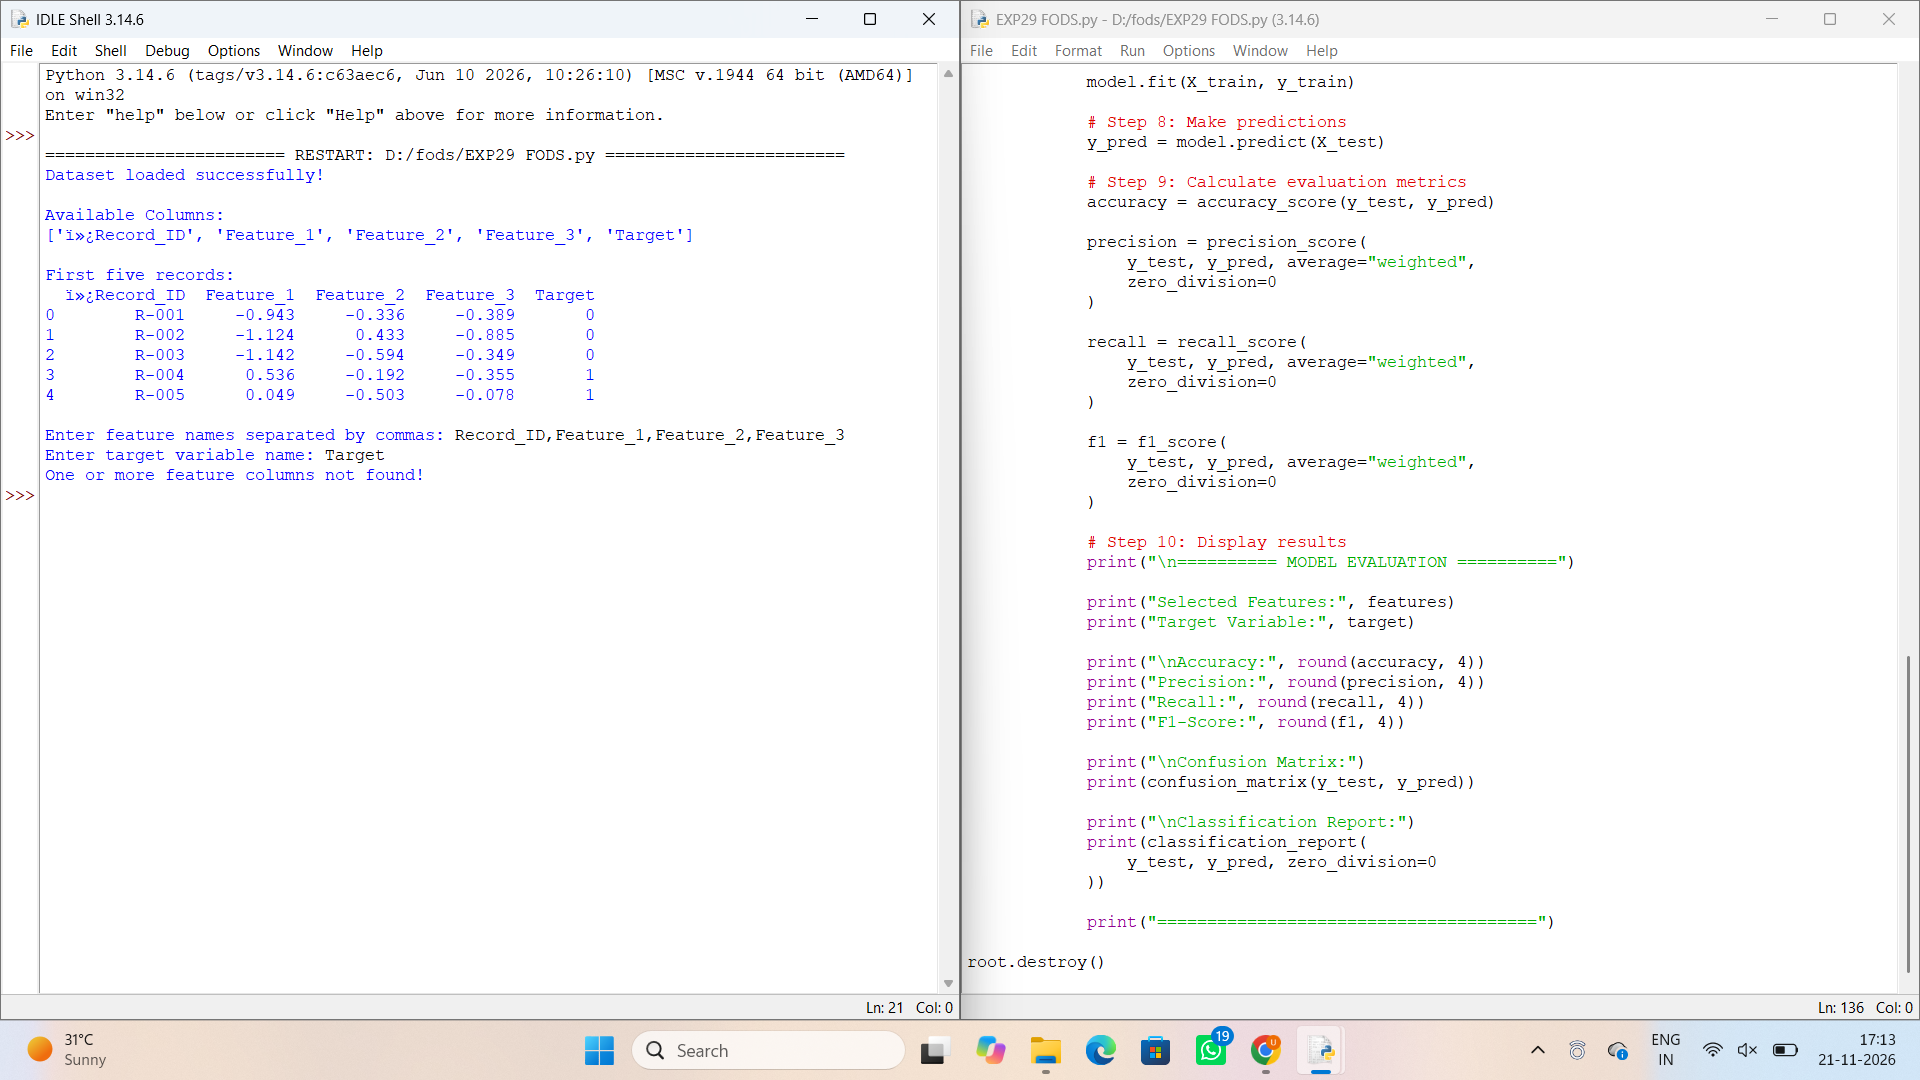 IDLE Shell 3.14.6
File Edit Shell Debug Options Window Help
Python 3.14.6 (tags/v3.14.6:c63aec6, Jun 10 2026, 10:26:10) [MSC v.1944 64 bit (AMD64)]
on win32
Enter "help" below or click "Help" above for more information.
>>>
======================== RESTART: D:/fods/EXP29 FODS.py ========================
Dataset loaded successfully!
Available Columns:
['ï»¿Record_ID', 'Feature_1', 'Feature_2', 'Feature_3', 'Target']
First five records:
ï»¿Record_ID Feature_1 Feature_2 Feature_3 Target
0 R-001 -0.943 -0.336 -0.389 0
1 R-002 -1.124 0.433 -0.885 0
2 R-003 -1.142 -0.594 -0.349 0
3 R-004 0.536 -0.192 -0.355 1
4 R-005 0.049 -0.503 -0.078 1
Enter feature names separated by commas: Record_ID,Feature_1,Feature_2,Feature_3
Enter target variable name: Target
One or more feature columns not found!
>>>
Ln: 21 Col: 0
EXP29 FODS.py - D:/fods/EXP29 FODS.py (3.14.6)
File Edit Format Run Options Window Help
model.fit(X_train, y_train)
# Step 8: Make predictions
y_pred = model.predict(X_test)
# Step 9: Calculate evaluation metrics
accuracy = accuracy_score(y_test, y_pred)
precision = precision_score(
y_test, y_pred, average="weighted",
zero_division=0
)
recall = recall_score(
y_test, y_pred, average="weighted",
zero_division=0
)
f1 = f1_score(
y_test, y_pred, average="weighted",
zero_division=0
)
# Step 10: Display results
print("\n========== MODEL EVALUATION ==========")
print("Selected Features:", features)
print("Target Variable:", target)
print("\nAccuracy:", round(accuracy, 4))
print("Precision:", round(precision, 4))
print("Recall:", round(recall, 4))
print("F1-Score:", round(f1, 4))
print("\nConfusion Matrix:")
print(confusion_matrix(y_test, y_pred))
print("\nClassification Report:")
print(classification_report(
y_test, y_pred, zero_division=0
))
print("======================================")
root.destroy()
Ln: 136 Col: 0
31°C
Sunny
Search
19
ENG
IN
17:13
21-11-2026